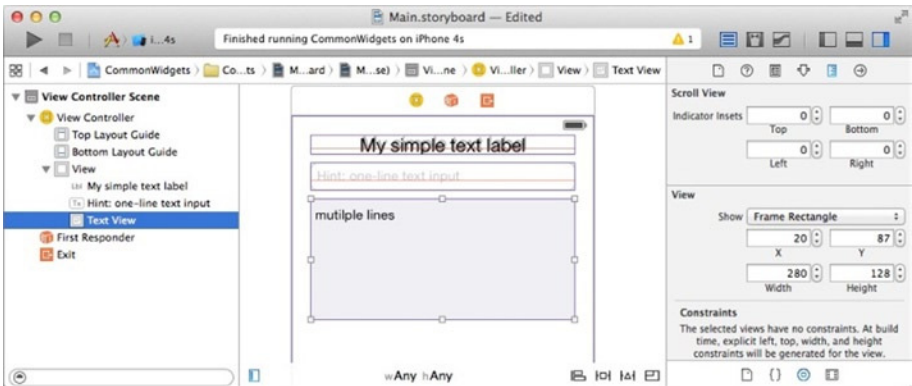 Main.storyboard — Edited
i...4s
Finished running CommonWidgets on iPhone 4s
1
CommonWidgets
Co...ts
M...ard
M...se)
Vi...ne
Vi...ller
View
Text View
View Controller Scene
View Controller
Top Layout Guide
Bottom Layout Guide
View
Lbl My simple text label
Tx Hint: one-line text input
Text View
First Responder
Exit
My simple text label
Hint: one-line text input
mutilple lines
wAny hAny
Scroll View
Indicator Insets
0
0
Top
Bottom
0
0
Left
Right
View
Show
Frame Rectangle
20
87
X
Y
280
128
Width
Height
Constraints
The selected views have no constraints. At build
time, explicit left, top, width, and height
constraints will be generated for the view.
{ }